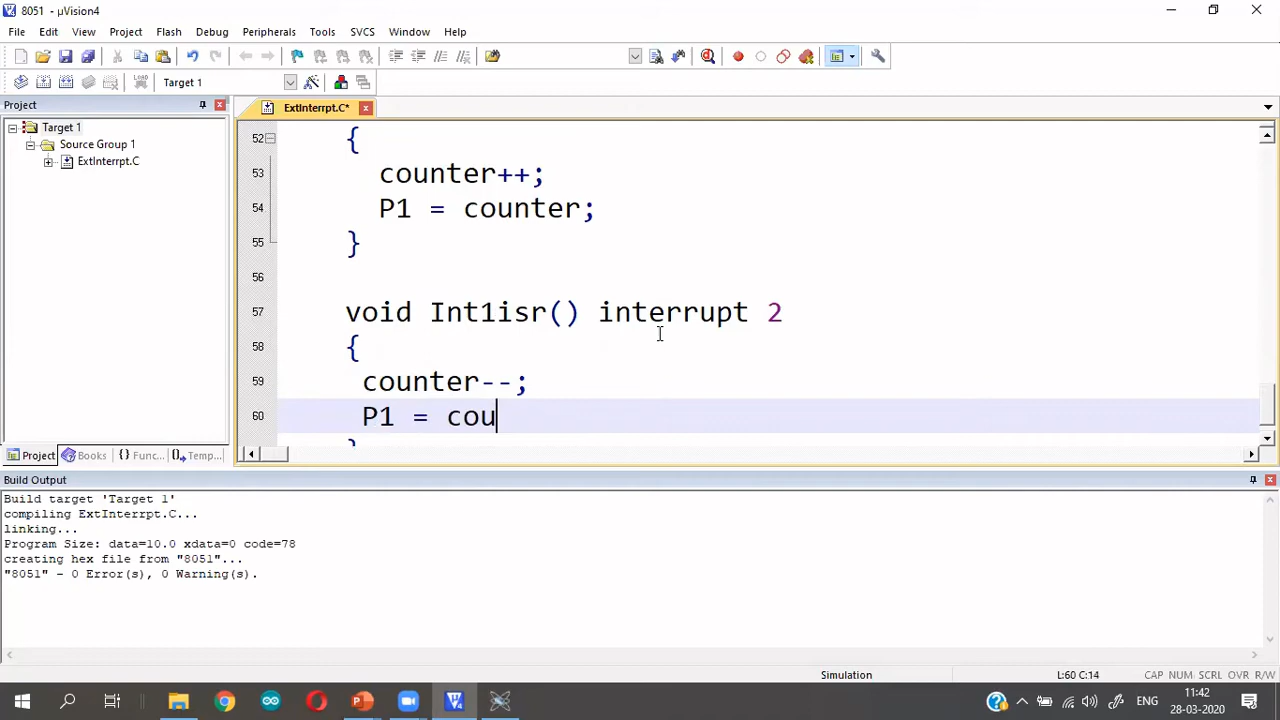 8051 - µVision4
File Edit View Project Flash Debug Peripherals Tools SVCS Window Help
LOAD
Target 1
Project
ExtInterrpt.C*
Target 1
Source Group 1
ExtInterrpt.C
52 {
53 counter++;
54 P1 = counter;
55 }
56
57 void Int1isr() interrupt 2
58 {
59 counter--;
60 P1 = cou
}
Project Books {} Func... Temp...
Build Output
Build target 'Target 1'
compiling ExtInterrpt.C...
linking...
Program Size: data=10.0 xdata=0 code=78
creating hex file from "8051"...
"8051" - 0 Error(s), 0 Warning(s).
Simulation L:60 C:14 CAP NUM SCRL OVR R/W
ENG
11:42
28-03-2020